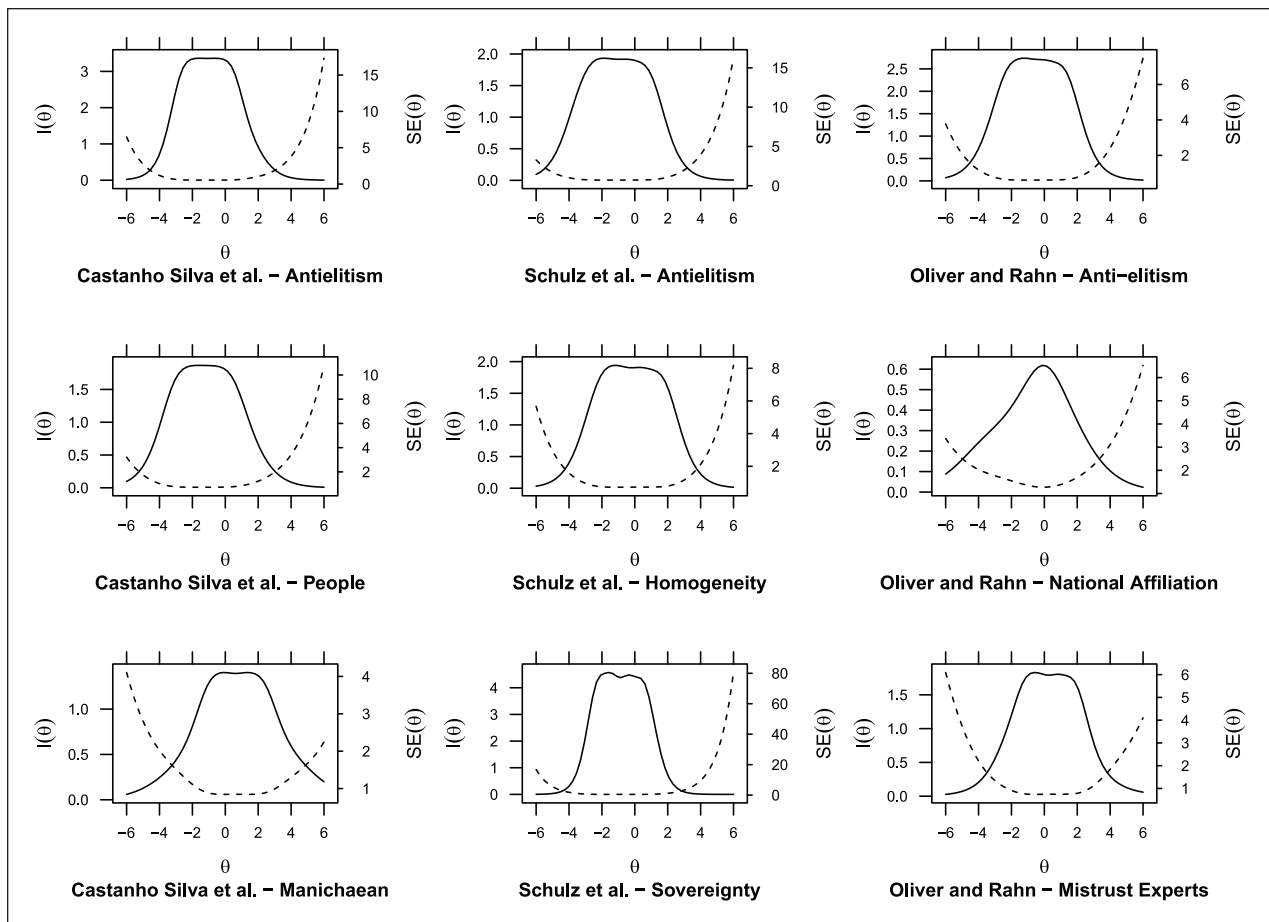 3
2
1
0
I(θ)
15
10
5
0
SE(θ)
−6 −4 −2 0 2 4 6
θ
Castanho Silva et al. − Antielitism
2.0
1.5
1.0
0.5
0.0
I(θ)
15
10
5
0
SE(θ)
−6 −4 −2 0 2 4 6
θ
Schulz et al. − Antielitism
2.5
2.0
1.5
1.0
0.5
0.0
I(θ)
6
4
2
SE(θ)
−6 −4 −2 0 2 4 6
θ
Oliver and Rahn − Anti−elitism
1.5
1.0
0.5
0.0
I(θ)
10
8
6
4
2
SE(θ)
−6 −4 −2 0 2 4 6
θ
Castanho Silva et al. − People
2.0
1.5
1.0
0.5
0.0
I(θ)
8
6
4
2
SE(θ)
−6 −4 −2 0 2 4 6
θ
Schulz et al. − Homogeneity
0.6
0.5
0.4
0.3
0.2
0.1
0.0
I(θ)
6
5
4
3
2
1
SE(θ)
−6 −4 −2 0 2 4 6
θ
Oliver and Rahn − National Affiliation
1.0
0.5
0.0
I(θ)
4
3
2
1
SE(θ)
−6 −4 −2 0 2 4 6
θ
Castanho Silva et al. − Manichaean
4
3
2
1
0
I(θ)
80
60
40
20
0
SE(θ)
−6 −4 −2 0 2 4 6
θ
Schulz et al. − Sovereignty
1.5
1.0
0.5
0.0
I(θ)
6
5
4
3
2
1
SE(θ)
−6 −4 −2 0 2 4 6
θ
Oliver and Rahn − Mistrust Experts